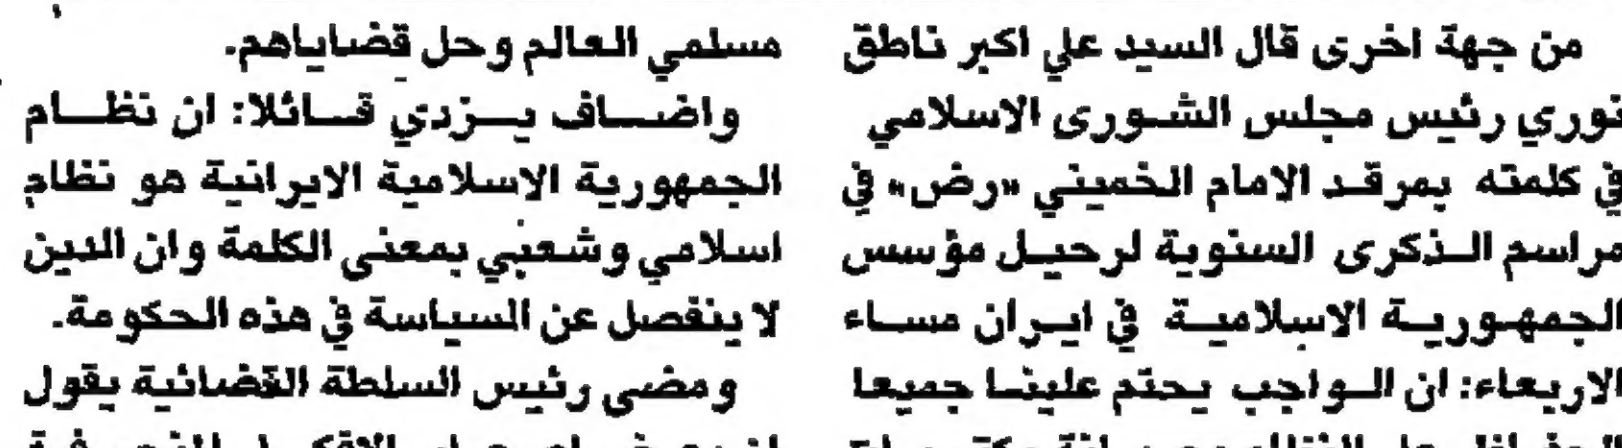 من جهة اخرى قال السيد علي اكبر ناطق
نوري رئيس مجلس الشورى الاسلامي
في كلمته بمرقد الامام الخميني «رض» في
مراسم الذكرى السنوية لرحيل مؤسس
الجمهورية الاسلامية في ايران مساء
الاربعاء: ان الواجب يحتم علينا جميعا
مسلمي العالم وحل قضاياهم.
واضاف يزدي قائلا: ان نظام
الجمهورية الاسلامية الايرانية هو نظام
اسلامي وشعبي بمعنى الكلمة وان الدين
لا ينفصل عن السياسة في هذه الحكومة.
ومضى رئيس السلطة القضائية يقول